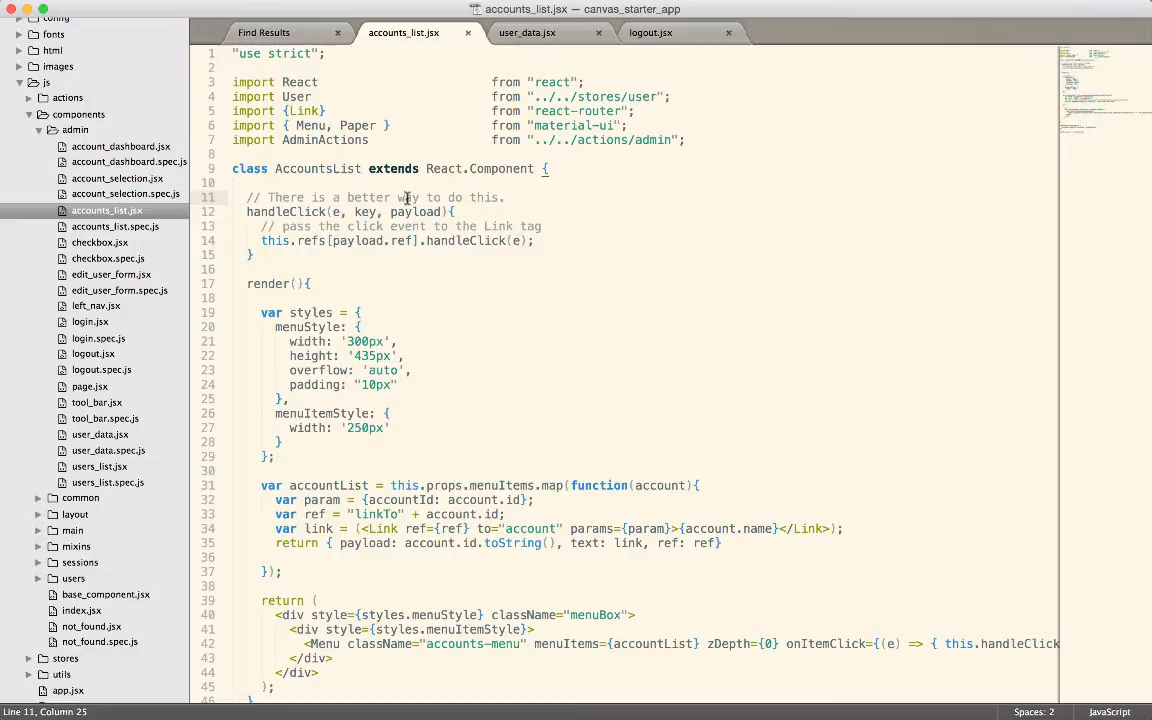 accounts_list.jsx — canvas_starter_app
config
fonts
html
images
js
actions
components
admin
account_dashboard.jsx
account_dashboard.spec.js
account_selection.jsx
account_selection.spec.js
accounts_list.jsx
accounts_list.spec.js
checkbox.jsx
checkbox.spec.js
edit_user_form.jsx
edit_user_form.spec.js
left_nav.jsx
login.jsx
login.spec.js
logout.jsx
logout.spec.js
page.jsx
tool_bar.jsx
tool_bar.spec.js
user_data.jsx
user_data.spec.js
users_list.jsx
users_list.spec.js
common
layout
main
mixins
sessions
users
base_component.jsx
index.jsx
not_found.jsx
not_found.spec.js
stores
utils
app.jsx
Find Results × accounts_list.jsx × user_data.jsx × logout.jsx ×
1 "use strict";
2
3 import React from "react";
4 import User from "../../stores/user";
5 import {Link} from "react-router";
6 import { Menu, Paper } from "material-ui";
7 import AdminActions from "../../actions/admin";
8
9 class AccountsList extends React.Component {
10
11 // There is a better way to do this.
12 handleClick(e, key, payload){
13 // pass the click event to the Link tag
14 this.refs[payload.ref].handleClick(e);
15 }
16
17 render(){
18
19 var styles = {
20 menuStyle: {
21 width: '300px',
22 height: '435px',
23 overflow: 'auto',
24 padding: "10px"
25 },
26 menuItemStyle: {
27 width: '250px'
28 }
29 };
30
31 var accountList = this.props.menuItems.map(function(account){
32 var param = {accountId: account.id};
33 var ref = "linkTo" + account.id;
34 var link = (<Link ref={ref} to="account" params={param}>{account.name}</Link>);
35 return { payload: account.id.toString(), text: link, ref: ref}
36
37 });
38
39 return (
40 <div style={styles.menuStyle} className="menuBox">
41 <div style={styles.menuItemStyle}>
42 <Menu className="accounts-menu" menuItems={accountList} zDepth={0} onItemClick={(e) => { this.handleClick
43 </div>
44 </div>
45 );
46 }
Line 11, Column 25 Spaces: 2 JavaScript